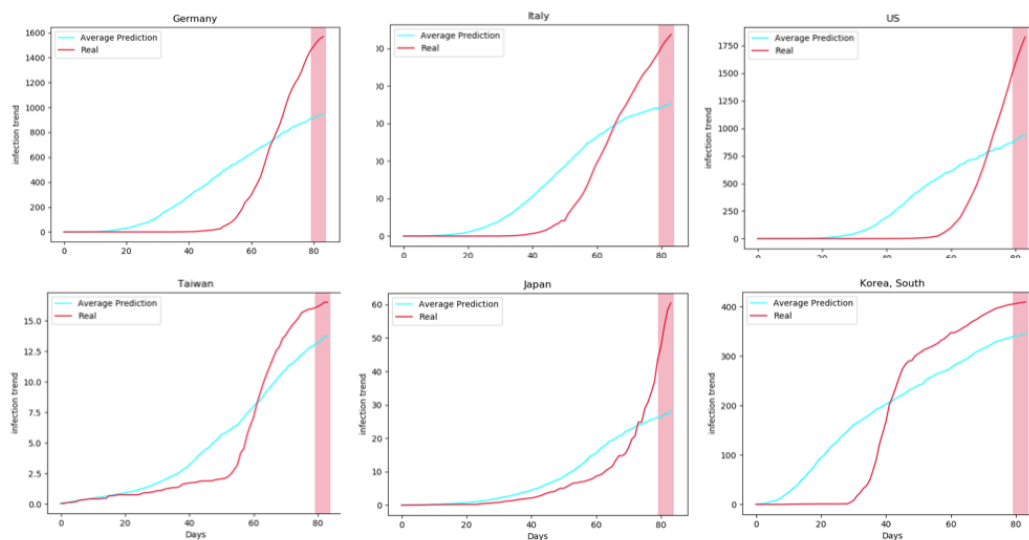 Germany
1600
1400
1200
1000
800
600
400
200
0
infection trend
Average Prediction
Real
0 20 40 60 80
Italy
Average Prediction
Real
0 20 40 60 80
US
1750
1500
1250
1000
750
500
250
0
infection trend
Average Prediction
Real
0 20 40 60 80
Taiwan
15.0
12.5
10.0
7.5
5.0
2.5
0.0
infection trend
Average Prediction
Real
0 20 40 60 80
Days
Japan
60
50
40
30
20
10
0
infection trend
Average Prediction
Real
0 20 40 60 80
Days
Korea, South
400
300
200
100
0
infection trend
Average Prediction
Real
0 20 40 60 80
Days